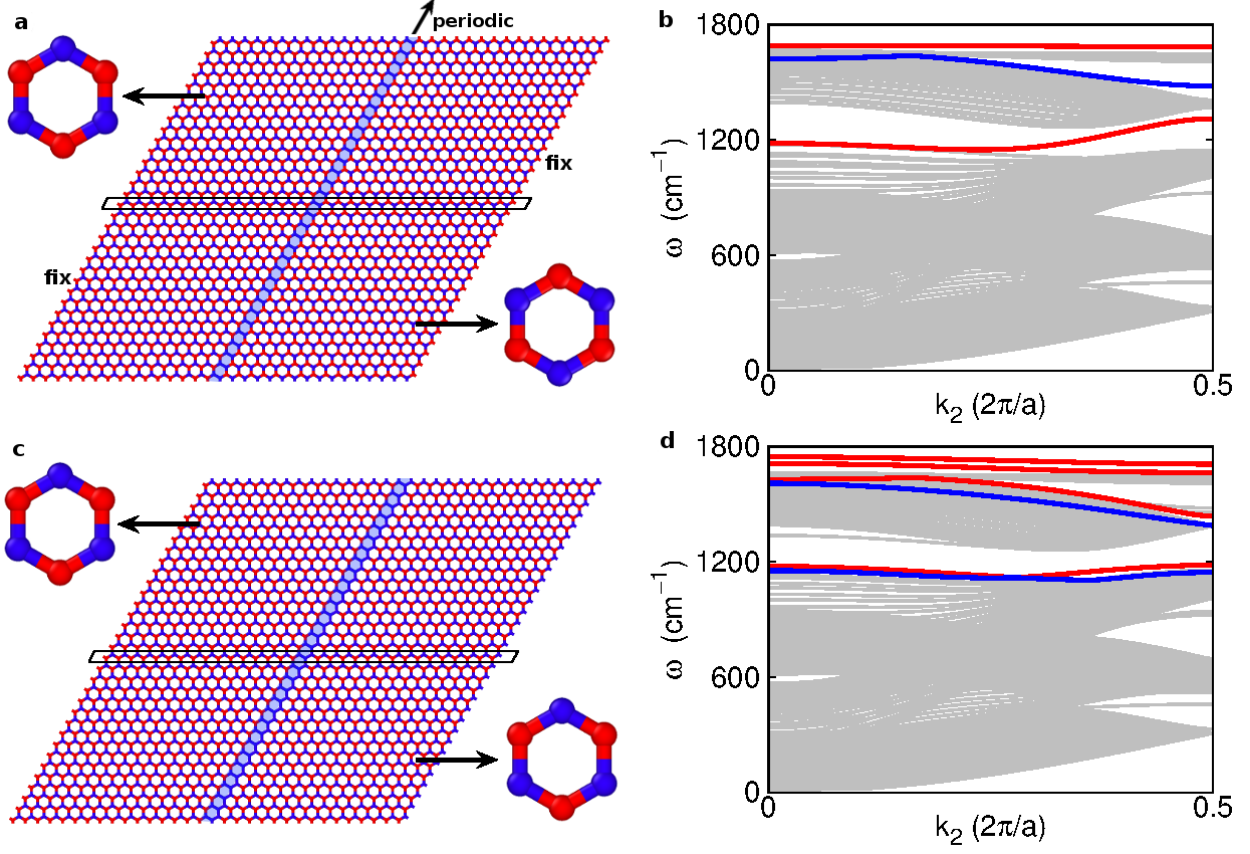 a
periodic
fix
fix
b
1800
1200
600
0
ω (cm⁻¹)
0
0.5
k₂ (2π/a)
c
d
1800
1200
600
0
ω (cm⁻¹)
0
0.5
k₂ (2π/a)